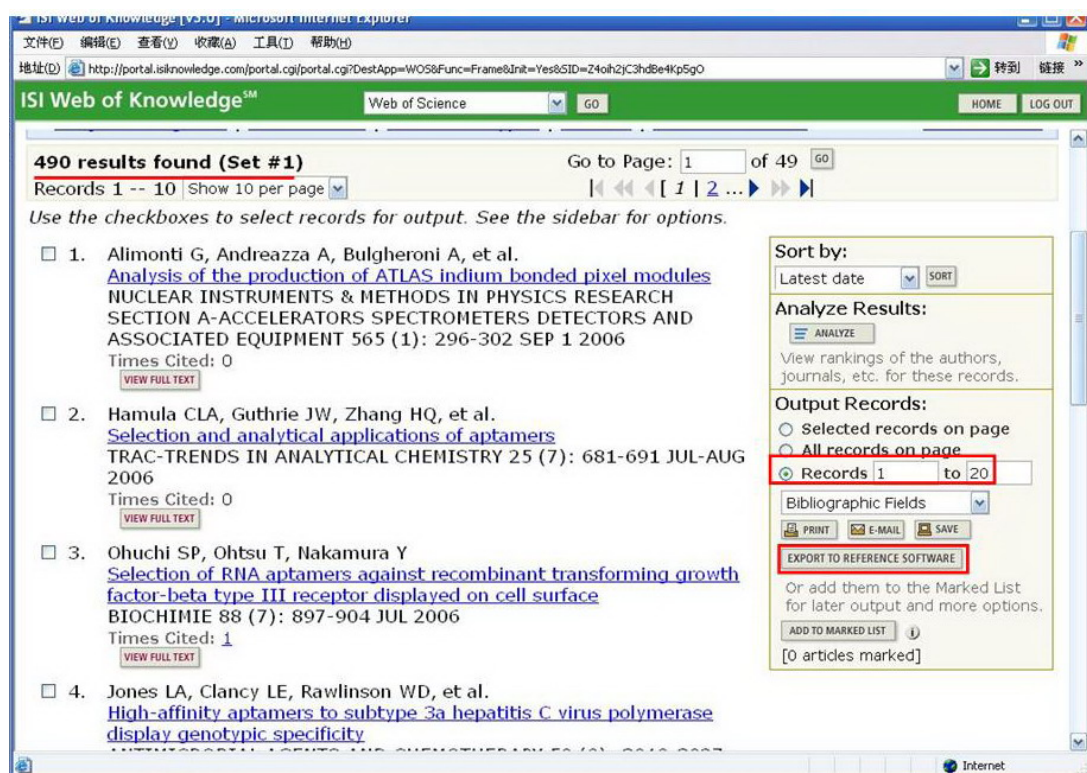 ISI Web of Knowledge [v3.0] - Microsoft Internet Explorer
文件(F) 编辑(E) 查看(V) 收藏(A) 工具(T) 帮助(H)
地址(D) http://portal.isiknowledge.com/portal.cgi/portal.cgi?DestApp=WOS&Func=Frame&Init=Yes&SID=Z4oih2jC3hdBe4Kp5gO 转到 链接 »
ISI Web of Knowledge℠ Web of Science GO HOME LOG OUT
490 results found (Set #1) Go to Page: 1 of 49 GO
Records 1 -- 10 Show 10 per page [ 1 | 2 ...
Use the checkboxes to select records for output. See the sidebar for options.
1. Alimonti G, Andreazza A, Bulgheroni A, et al.
Analysis of the production of ATLAS indium bonded pixel modules
NUCLEAR INSTRUMENTS & METHODS IN PHYSICS RESEARCH
SECTION A-ACCELERATORS SPECTROMETERS DETECTORS AND
ASSOCIATED EQUIPMENT 565 (1): 296-302 SEP 1 2006
Times Cited: 0
VIEW FULL TEXT
2. Hamula CLA, Guthrie JW, Zhang HQ, et al.
Selection and analytical applications of aptamers
TRAC-TRENDS IN ANALYTICAL CHEMISTRY 25 (7): 681-691 JUL-AUG
2006
Times Cited: 0
VIEW FULL TEXT
3. Ohuchi SP, Ohtsu T, Nakamura Y
Selection of RNA aptamers against recombinant transforming growth
factor-beta type III receptor displayed on cell surface
BIOCHIMIE 88 (7): 897-904 JUL 2006
Times Cited: 1
VIEW FULL TEXT
4. Jones LA, Clancy LE, Rawlinson WD, et al.
High-affinity aptamers to subtype 3a hepatitis C virus polymerase
display genotypic specificity
Sort by:
Latest date SORT
Analyze Results:
ANALYZE
View rankings of the authors,
journals, etc. for these records.
Output Records:
Selected records on page
All records on page
Records 1 to 20
Bibliographic Fields
PRINT E-MAIL SAVE
EXPORT TO REFERENCE SOFTWARE
Or add them to the Marked List
for later output and more options.
ADD TO MARKED LIST i
[0 articles marked]
Internet